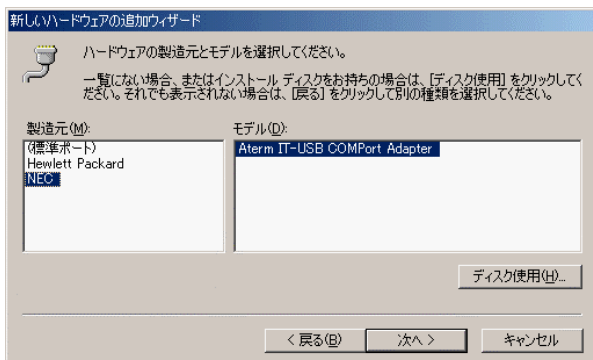 新しいハードウェアの追加ウィザード
ハードウェアの製造元とモデルを選択してください。
一覧にない場合、またはインストール ディスクをお持ちの場合は、[ディスク使用] をクリックしてく
ださい。それでも表示されない場合は、[戻る] をクリックして別の種類を選択してください。
製造元(M):
モデル(D):
(標準ポート)
Hewlett Packard
NEC
Aterm IT-USB COMPort Adapter
ディスク使用(H)...
< 戻る(B)
次へ >
キャンセル